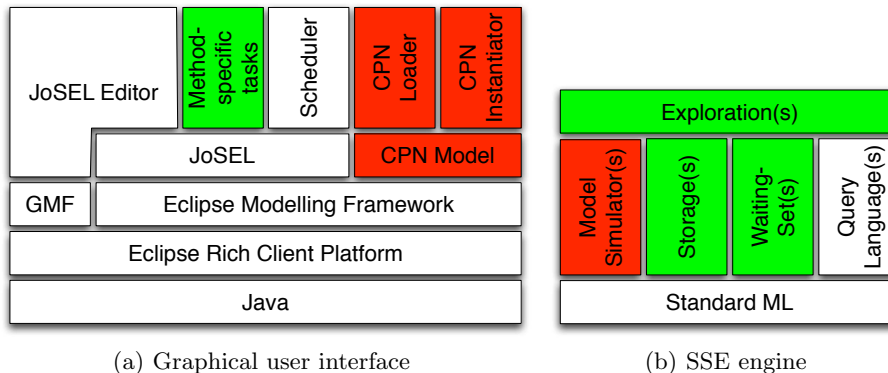 JoSEL Editor
Method-
specific
tasks
Scheduler
CPN
Loader
CPN
Instantiator
JoSEL
CPN Model
GMF
Eclipse Modelling Framework
Eclipse Rich Client Platform
Java
(a) Graphical user interface
Exploration(s)
Model
Simulator(s)
Storage(s)
Waiting-
Set(s)
Query
Language(s)
Standard ML
(b) SSE engine